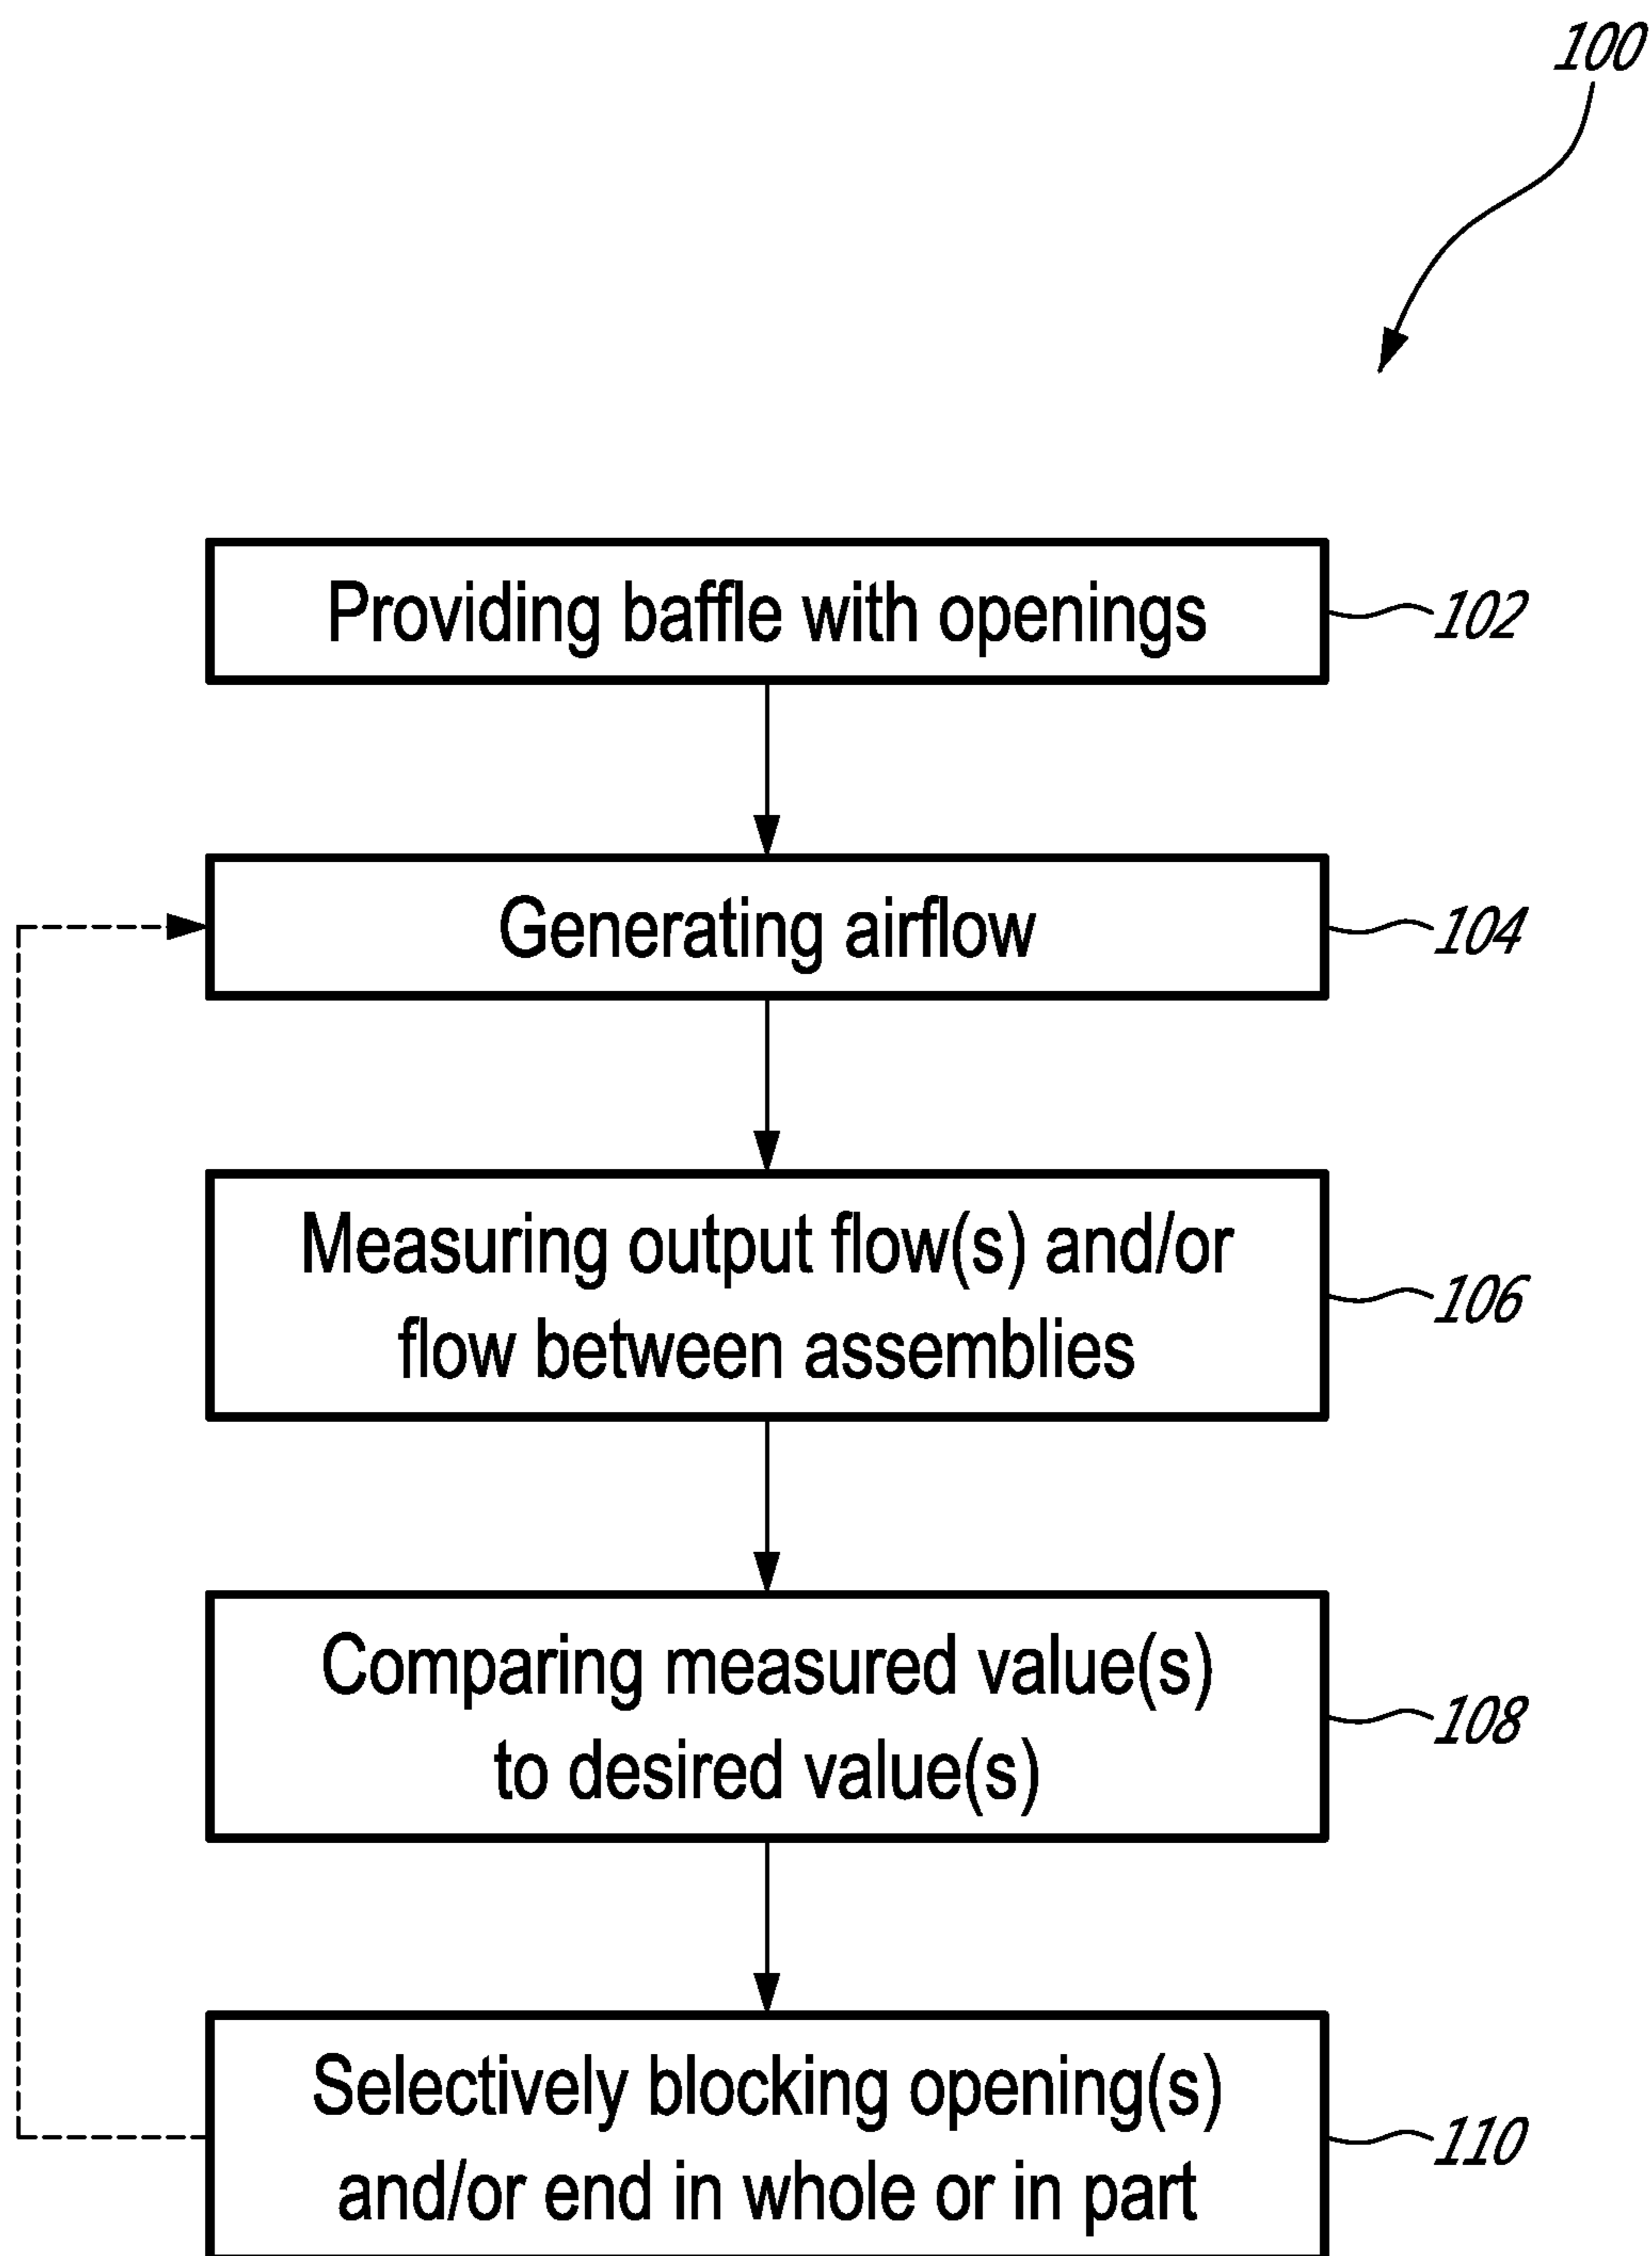 100
Providing baffle with openings
102
Generating airflow
104
Measuring output flow(s) and/or
flow between assemblies
106
Comparing measured value(s)
to desired value(s)
108
Selectively blocking opening(s)
and/or end in whole or in part
110